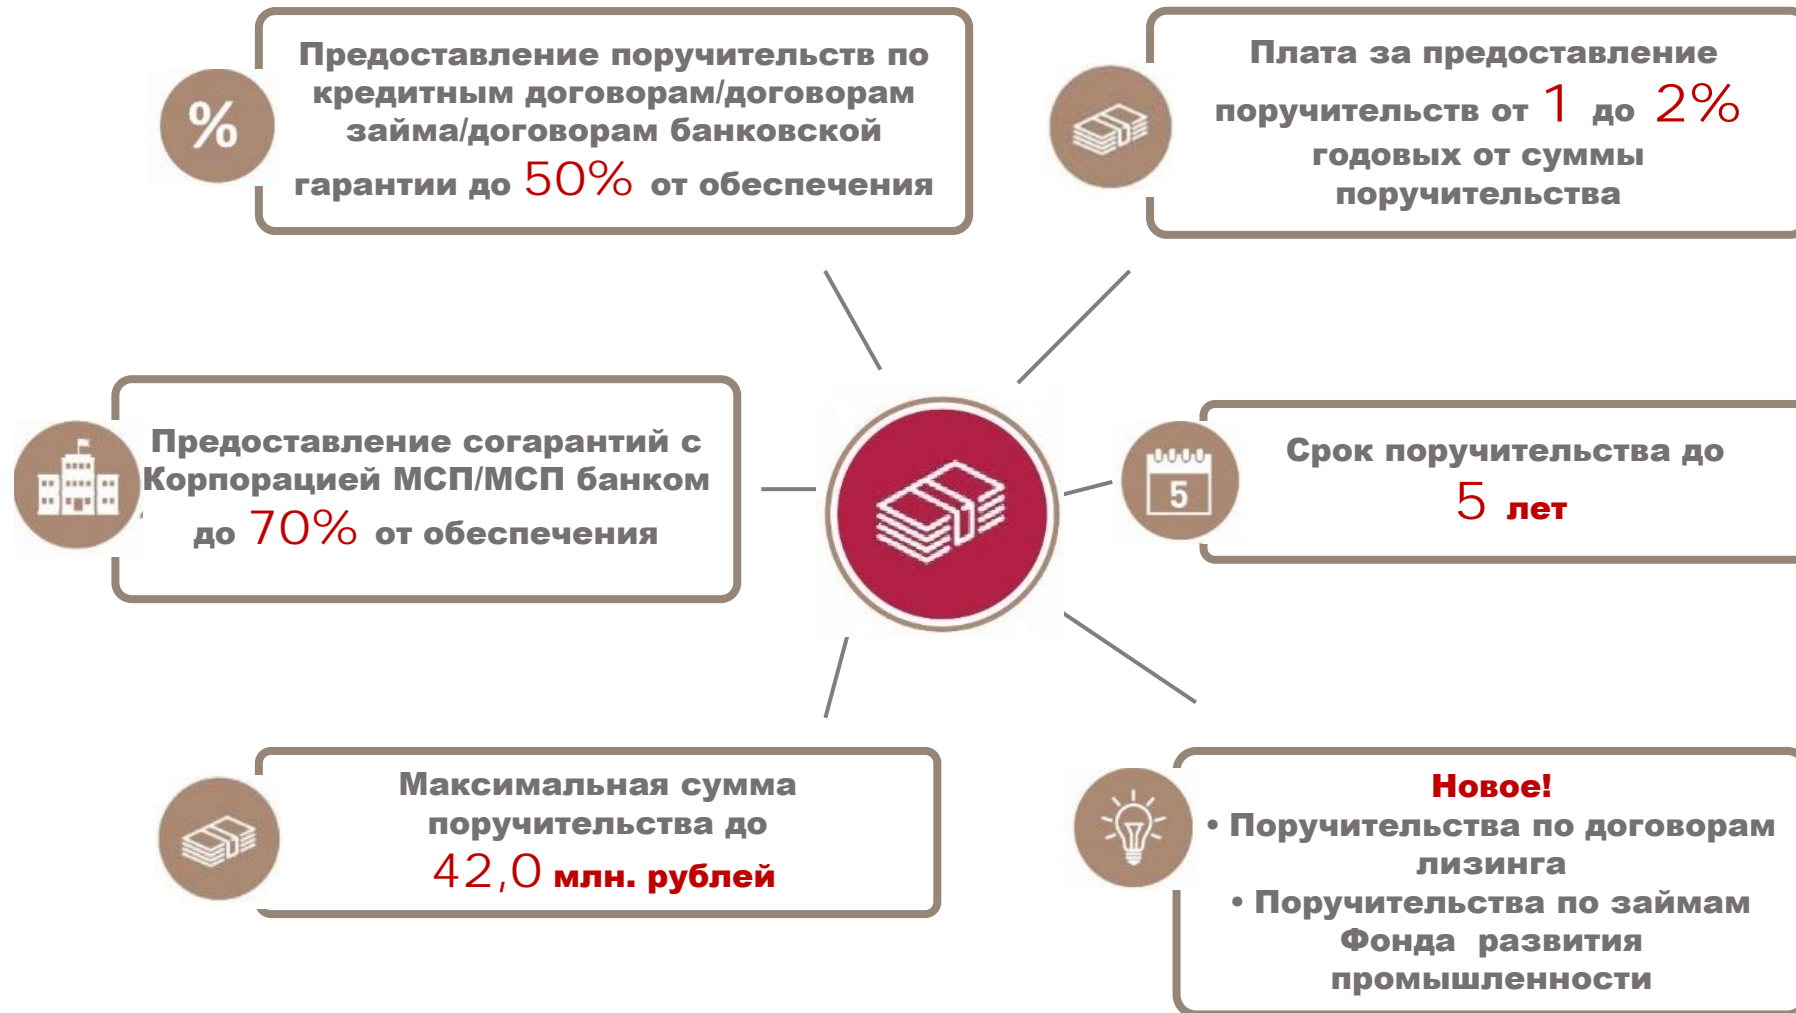 Предоставление поручительств по
кредитным договорам/договорам
займа/договорам банковской
гарантии до 50% от обеспечения
%
Плата за предоставление
поручительств от 1 до 2%
годовых от суммы
поручительства
Предоставление согарантий с
Корпорацией МСП/МСП банком
до 70% от обеспечения
Срок поручительства до
5 лет
5
Максимальная сумма
поручительства до
42,0 млн. рублей
Новое!
• Поручительства по договорам
лизинга
• Поручительства по займам
Фонда развития
промышленности